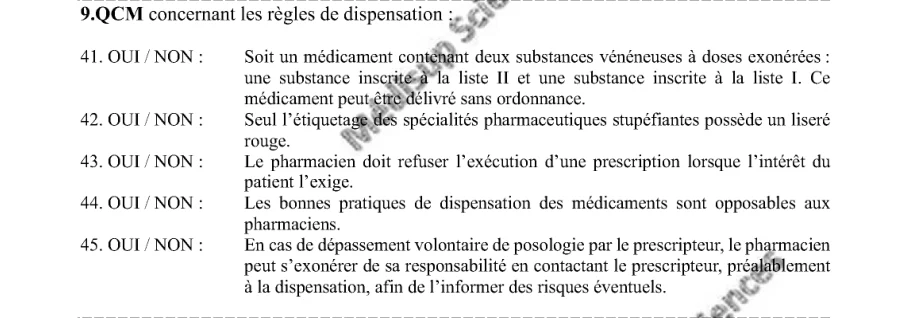 9.QCM concernant les règles de dispensation :
41. OUI / NON : Soit un médicament contenant deux substances vénéneuses à doses exonérées :
une substance inscrite à la liste II et une substance inscrite à la liste I. Ce
médicament peut être délivré sans ordonnance.
42. OUI / NON : Seul l'étiquetage des spécialités pharmaceutiques stupéfiantes possède un liseré
rouge.
43. OUI / NON : Le pharmacien doit refuser l'exécution d'une prescription lorsque l'intérêt du
patient l'exige.
44. OUI / NON : Les bonnes pratiques de dispensation des médicaments sont opposables aux
pharmaciens.
45. OUI / NON : En cas de dépassement volontaire de posologie par le prescripteur, le pharmacien
peut s'exonérer de sa responsabilité en contactant le prescripteur, préalablement
à la dispensation, afin de l'informer des risques éventuels.
Médisup Scie
ences